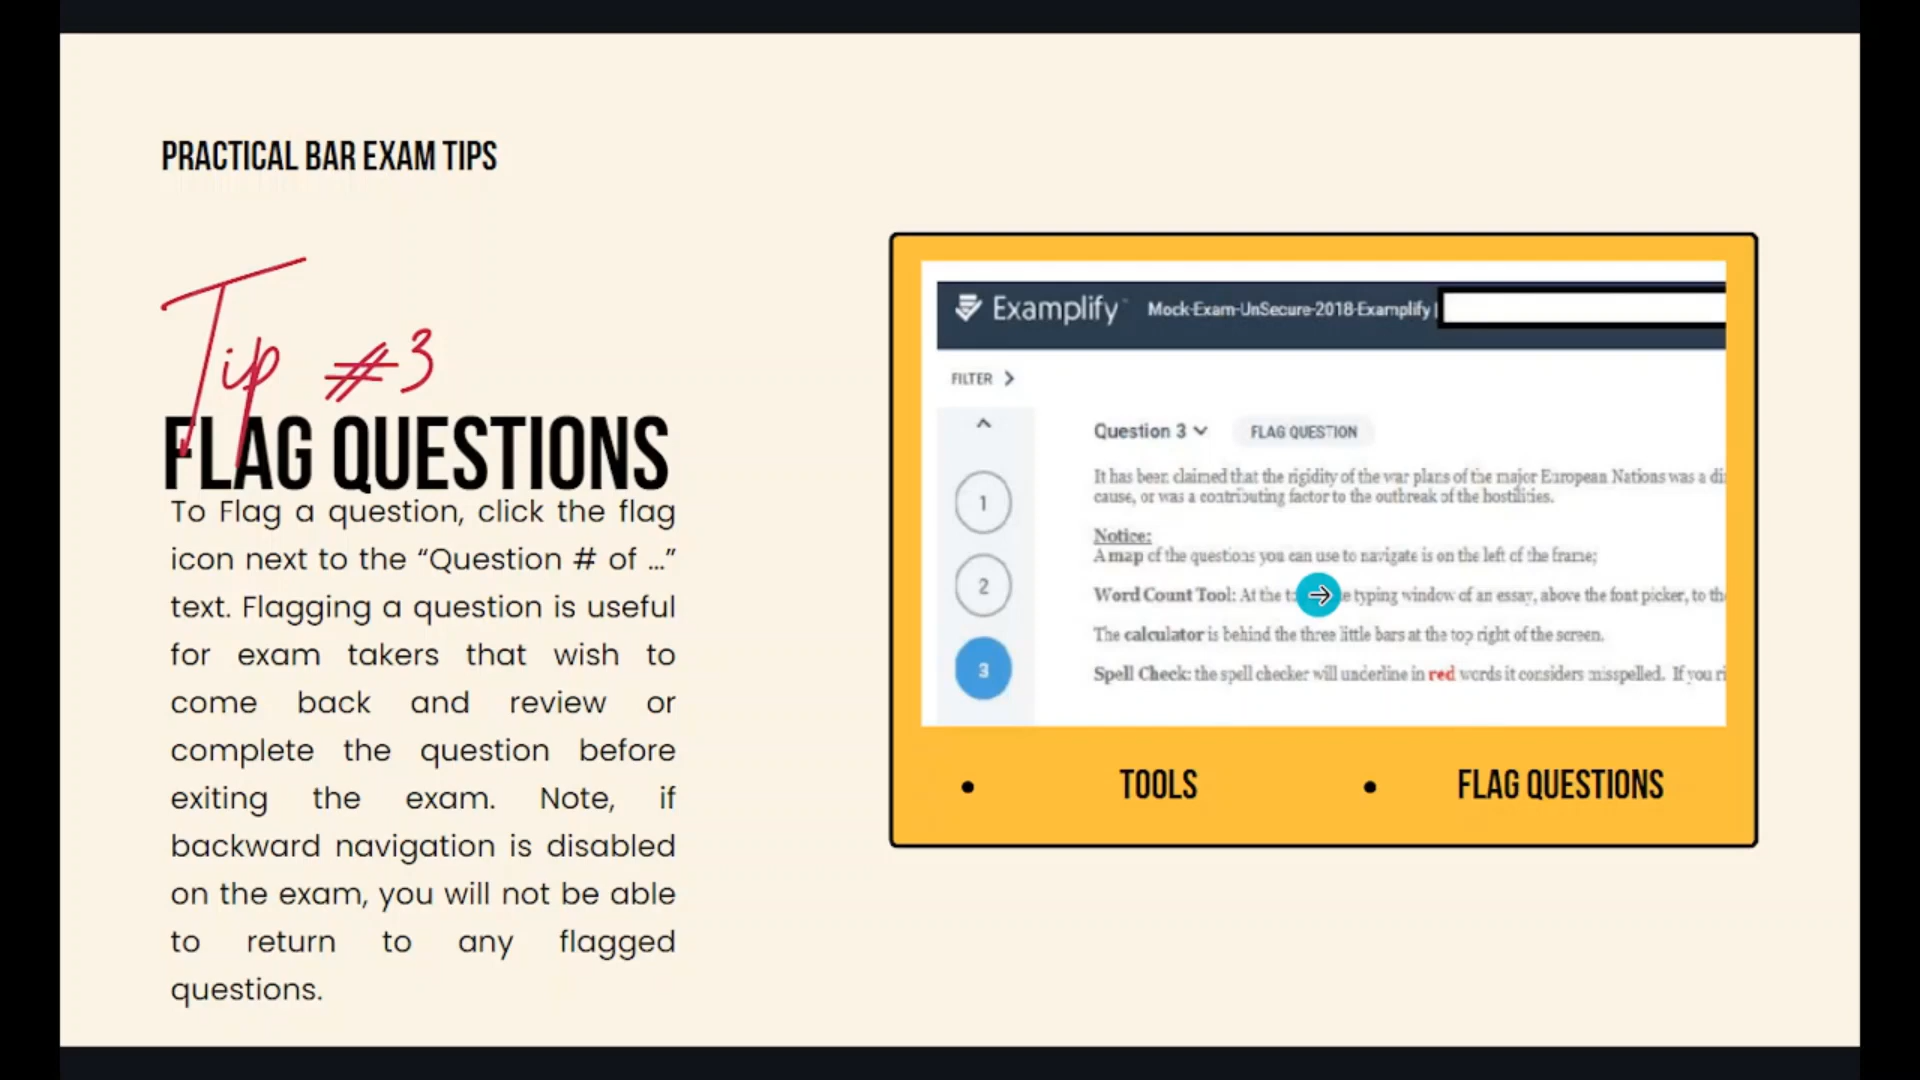 PRACTICAL BAR EXAM TIPS
Tip #3
FLAG QUESTIONS
To Flag a question, click the flag
icon next to the “Question # of ...”
text. Flagging a question is useful
for exam takers that wish to
come back and review or
complete the question before
exiting the exam. Note, if
backward navigation is disabled
on the exam, you will not be able
to return to any flagged
questions.
Examplify Mock-Exam-UnSecure-2018-Examplify |
FILTER
Question 3 FLAG QUESTION
It has been claimed that the rigidity of the war plans of the major European Nations was a
cause, or was a contributing factor to the outbreak of the hostilities.
Notice:
A map of the questions you can use to navigate is on the left of the frame;
Word Count Tool: At the typing window of an essay, above the font picker, to
The calculator is behind the three little bars at the top right of the screen.
Spell Check: the spell checker will underline in red words it considers misspelled. If you
1
2
3
• TOOLS • FLAG QUESTIONS